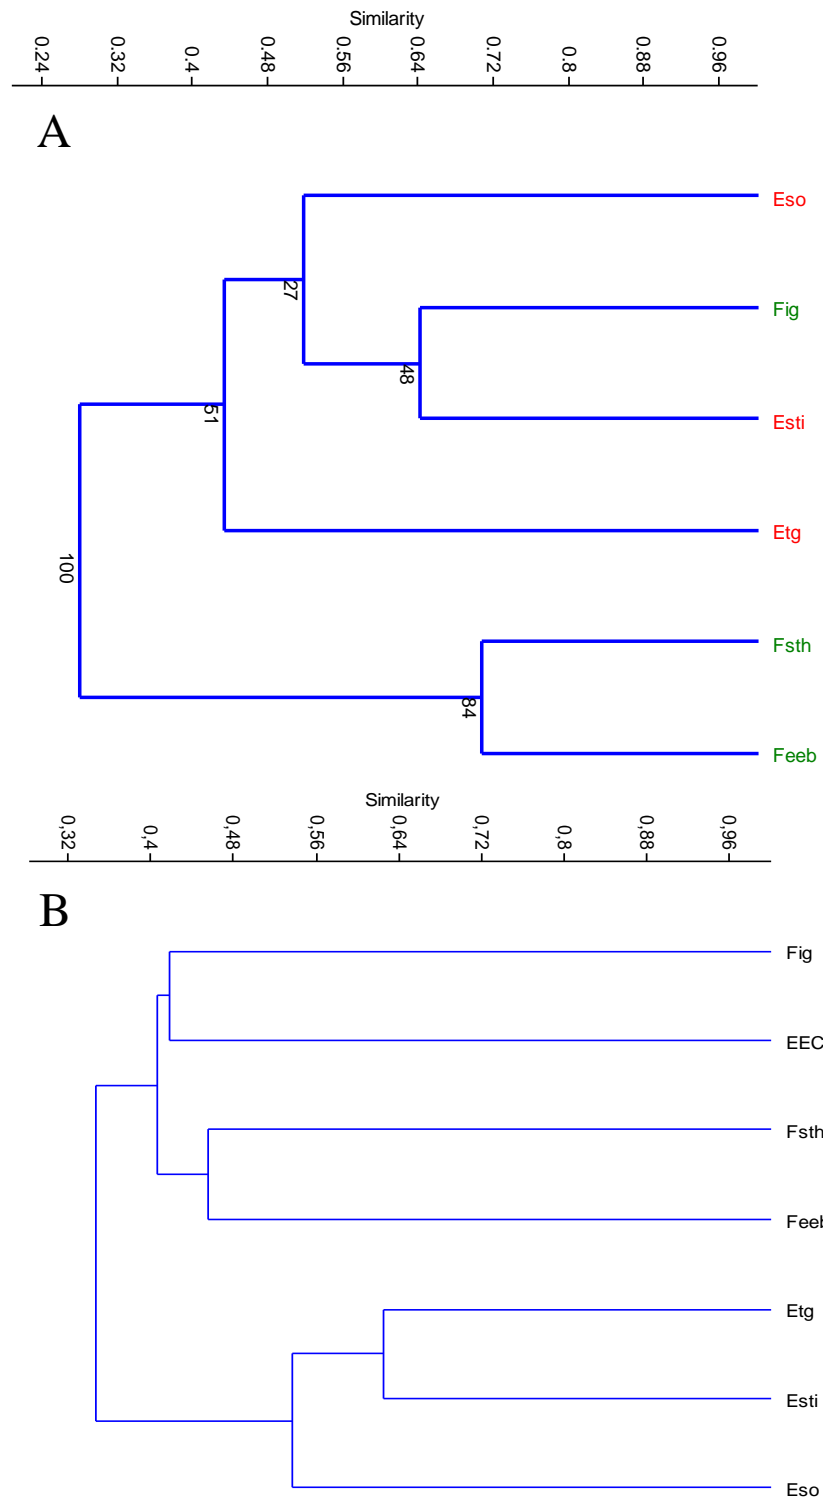 Similarity
0.24 0.32 0.4 0.48 0.56 0.64 0.72 0.8 0.88 0.96
A
Eso
27
Fig
48
51
Esti
Etg
100
Fsth
84
Feeb
Similarity
0,32 0,4 0,48 0,56 0,64 0,72 0,8 0,88 0,96
B
Fig
EEC
Fsth
Feeb
Etg
Esti
Eso